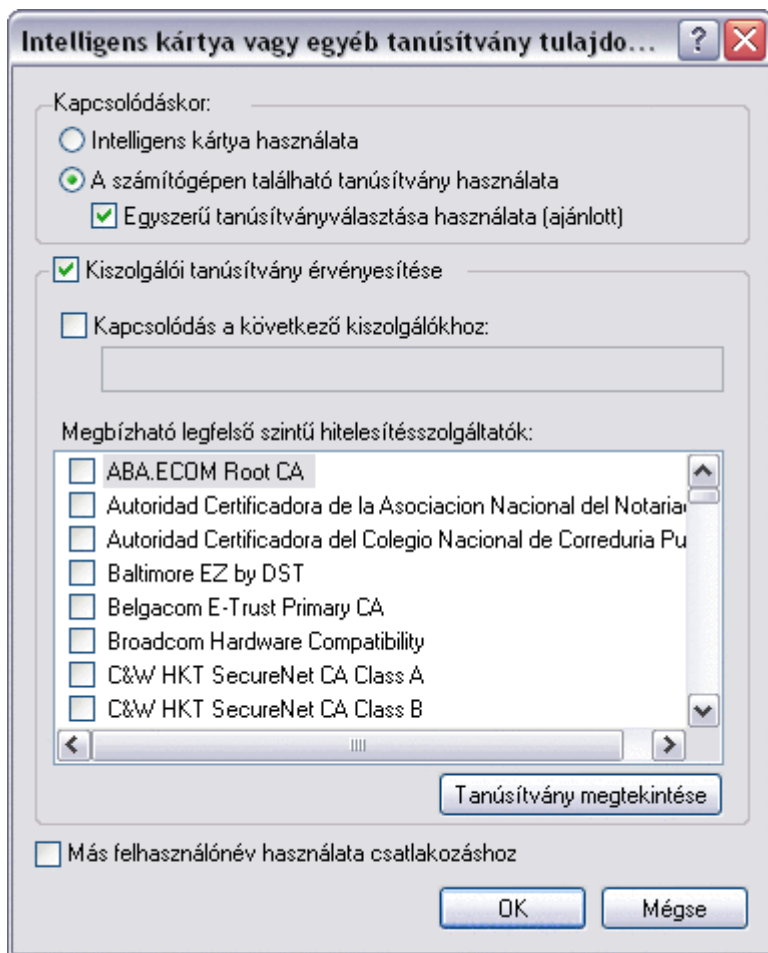 Intelligens kártya vagy egyéb tanúsítvány tulajdo...
Kapcsolódáskor:
Intelligens kártya használata
A számítógépen található tanúsítvány használata
Egyszerű tanúsítványválasztása használata (ajánlott)
Kiszolgálói tanúsítvány érvényesítése
Kapcsolódás a következő kiszolgálókhoz:
Megbízható legfelső szintű hitelesítésszolgáltatók:
ABA.ECOM Root CA
Autoridad Certificadora de la Asociacion Nacional del Notaria
Autoridad Certificadora del Colegio Nacional de Correduria Pu
Baltimore EZ by DST
Belgacom E-Trust Primary CA
Broadcom Hardware Compatibility
C&W HKT SecureNet CA Class A
C&W HKT SecureNet CA Class B
Tanúsítvány megtekintése
Más felhasználónév használata csatlakozáshoz
OK
Mégse